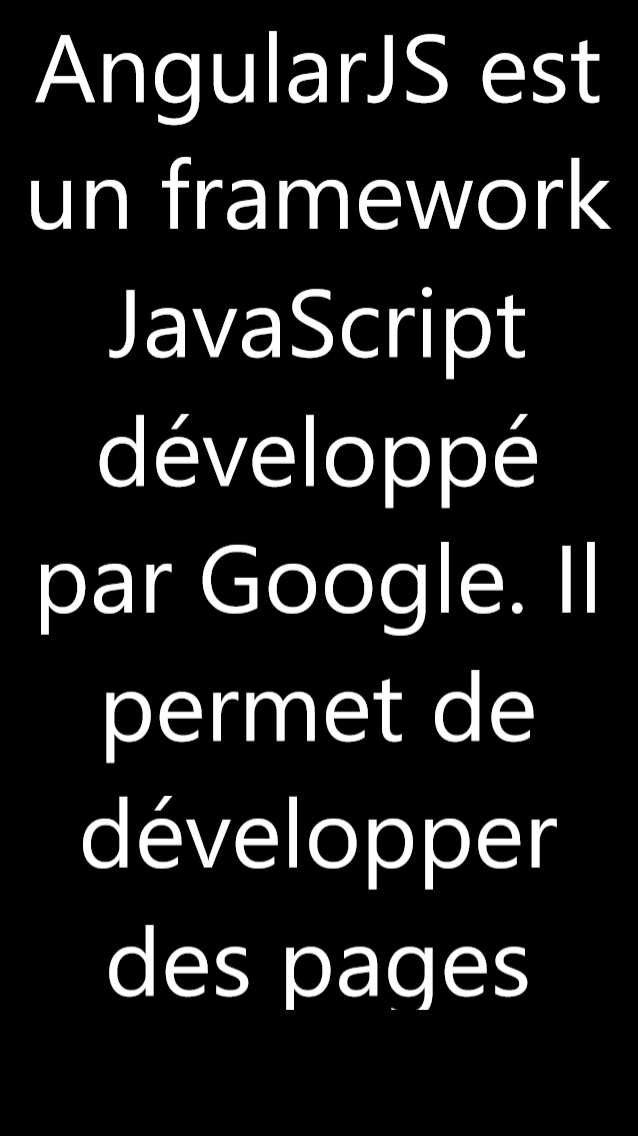 AngularJS est
un framework
JavaScript
développé
par Google. Il
permet de
développer
des pages